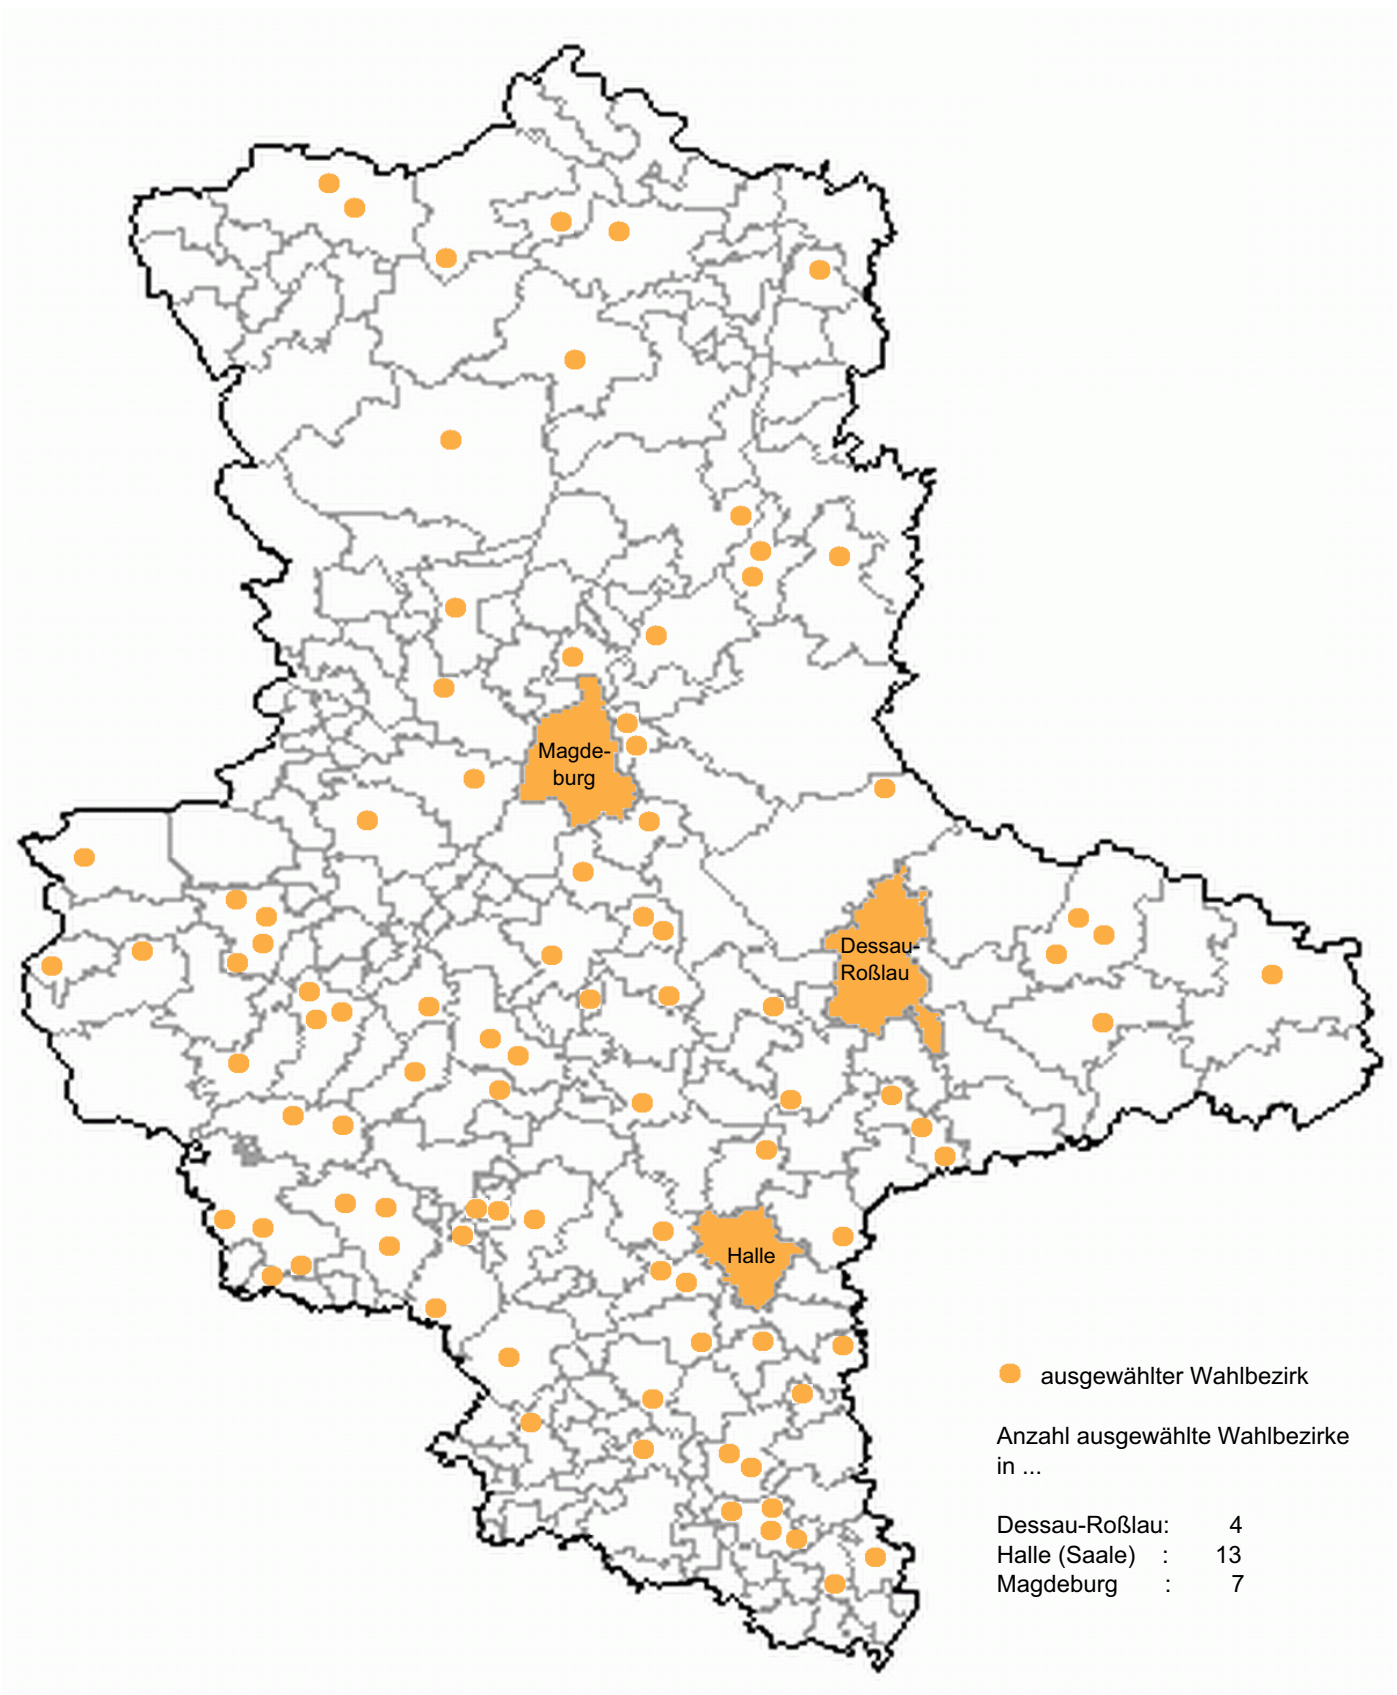 Magde-
burg
Dessau-
Roßlau
Halle
ausgewählter Wahlbezirk
Anzahl ausgewählte Wahlbezirke
in ...
Dessau-Roßlau: 4
Halle (Saale) : 13
Magdeburg : 7